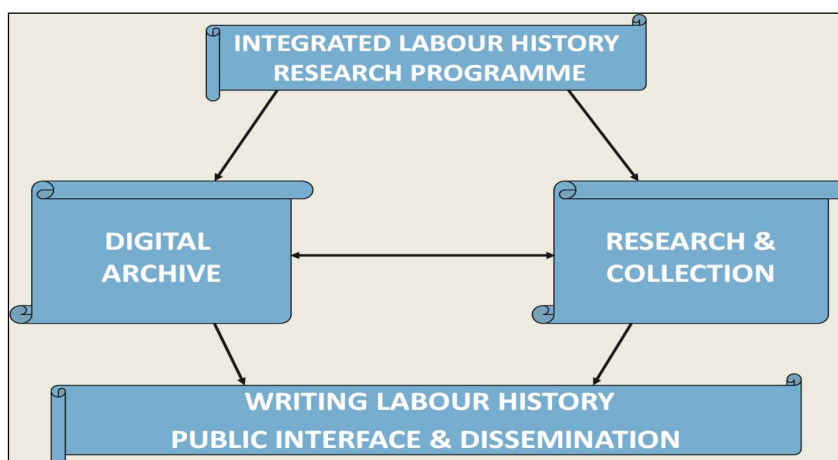 INTEGRATED LABOUR HISTORY
RESEARCH PROGRAMME
DIGITAL
ARCHIVE
RESEARCH &
COLLECTION
WRITING LABOUR HISTORY
PUBLIC INTERFACE & DISSEMINATION